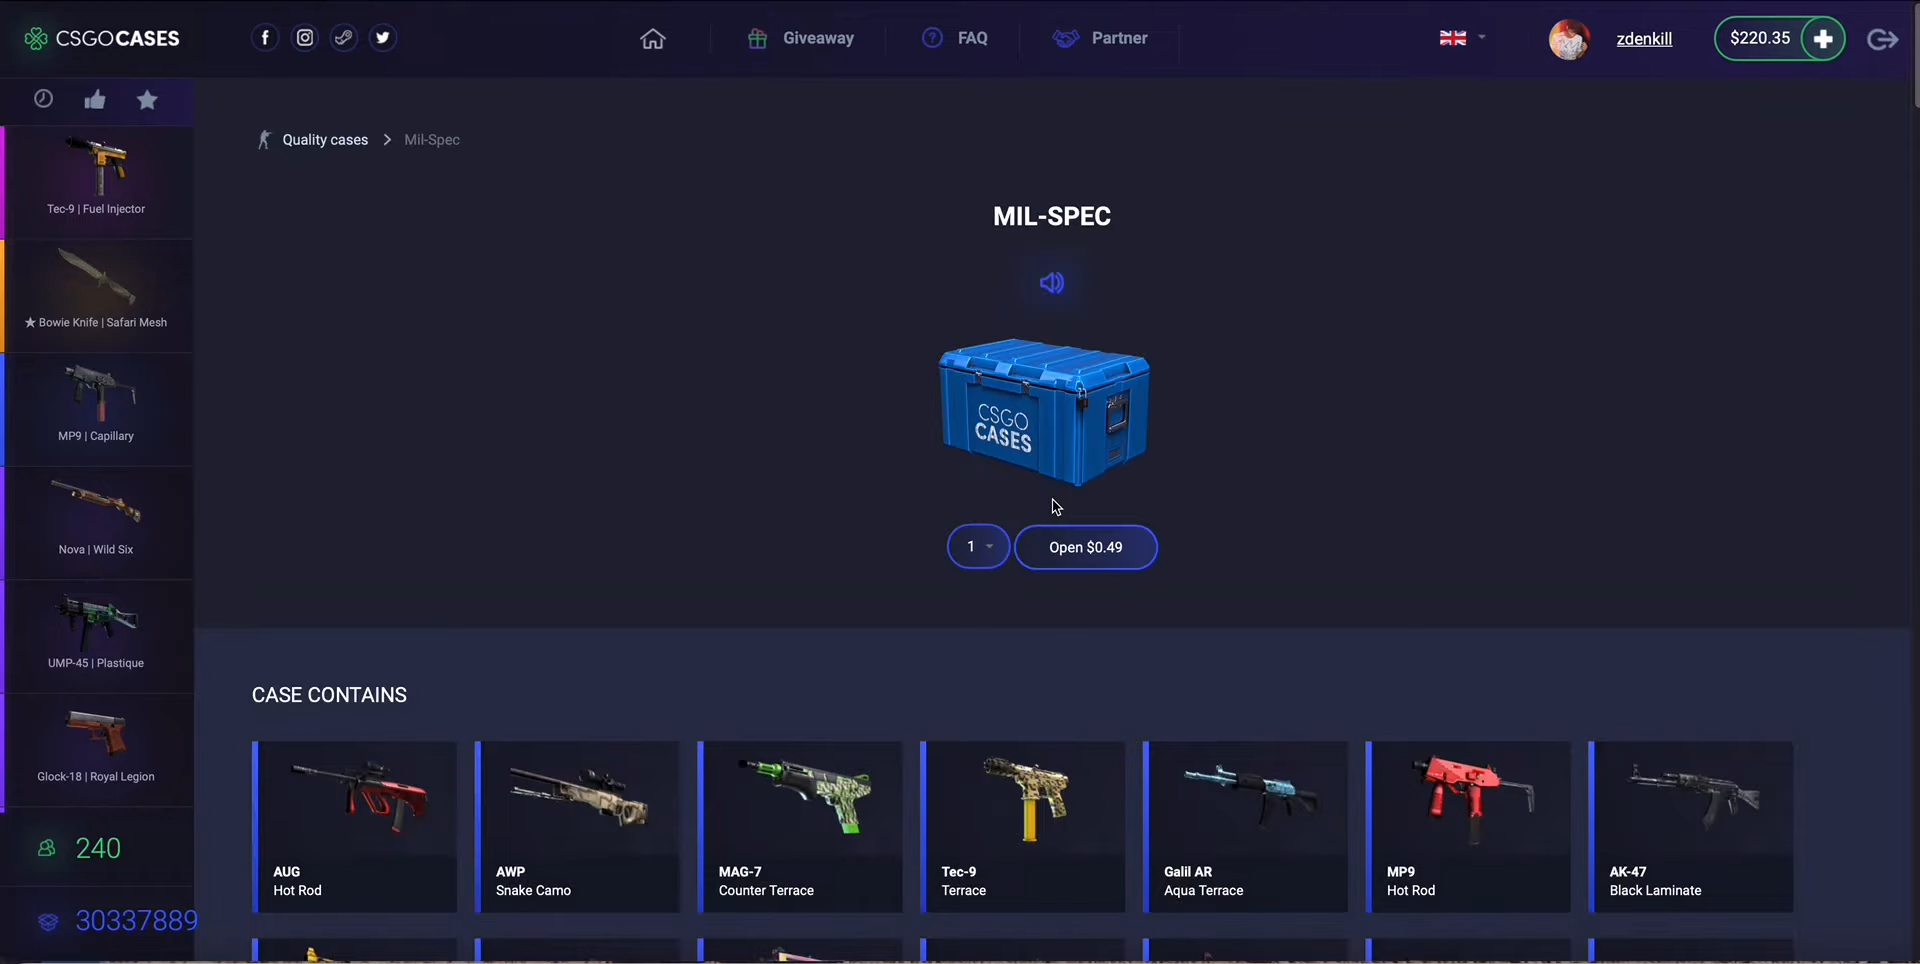 CSGOCASES
f
Giveaway
? FAQ
Partner
zdenkill
$220.35
Tec-9 | Fuel Injector
★ Bowie Knife | Safari Mesh
MP9 | Capillary
Nova | Wild Six
UMP-45 | Plastique
Glock-18 | Royal Legion
240
30337889
Quality cases > Mil-Spec
MIL-SPEC
CSGO
CASES
1
Open $0.49
CASE CONTAINS
AUG
Hot Rod
AWP
Snake Camo
MAG-7
Counter Terrace
Tec-9
Terrace
Galil AR
Aqua Terrace
MP9
Hot Rod
AK-47
Black Laminate